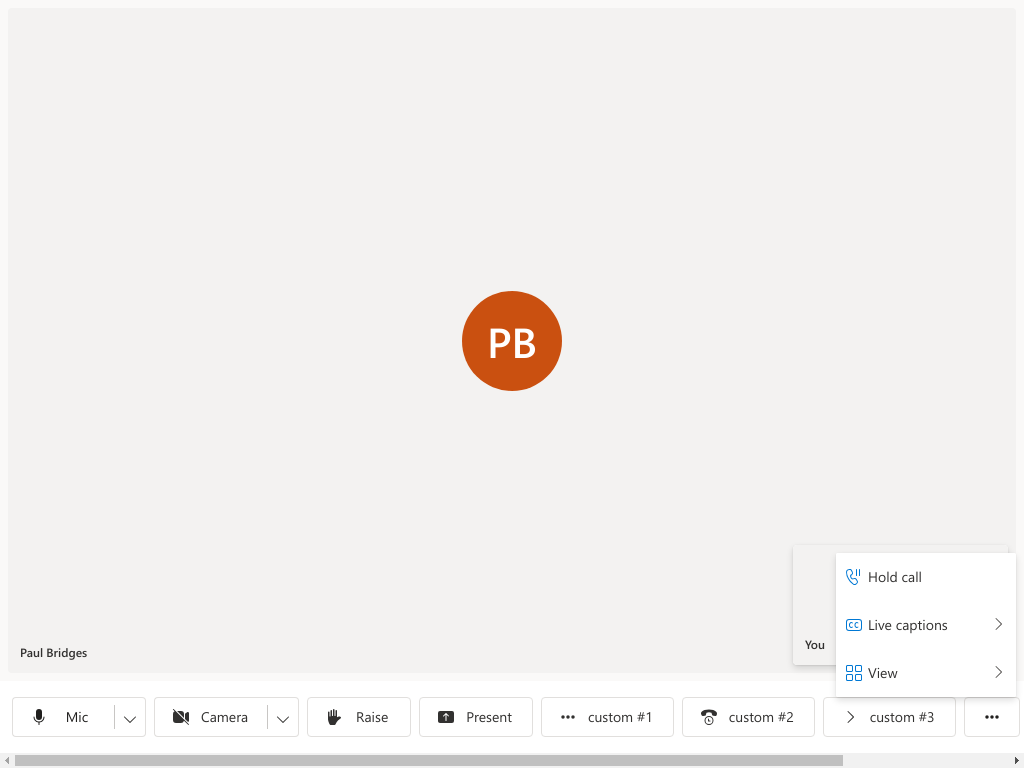 PB
Paul Bridges
You
Hold call
CC Live captions
View
Mic
Camera
Raise
Present
custom #1
custom #2
custom #3